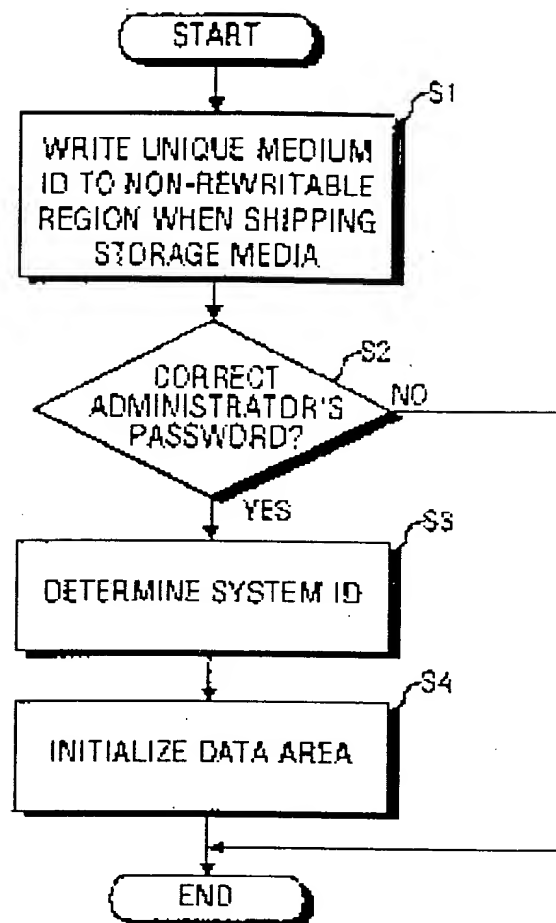 START
S1
WRITE UNIQUE MEDIUM
ID TO NON-REWRITABLE
REGION WHEN SHIPPING
STORAGE MEDIA
S2
CORRECT
ADMINISTRATOR'S
PASSWORD?
NO
YES
S3
DETERMINE SYSTEM ID
S4
INITIALIZE DATA AREA
END